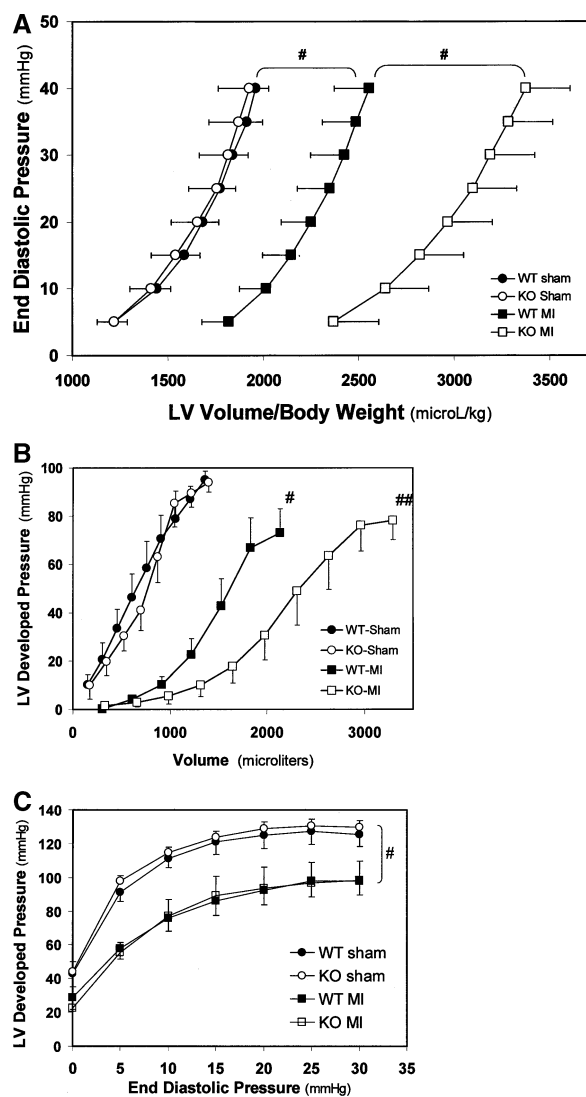 A
End Diastolic Pressure (mmHg)
50
40
30
20
10
0
#
#
WT sham
KO Sham
WT MI
KO MI
1000 1500 2000 2500 3000 3500
LV Volume/Body Weight (microL/kg)
B
LV Developed Pressure (mmHg)
100
80
60
40
20
0
#
##
WT-Sham
KO-Sham
WT-MI
KO-MI
0 1000 2000 3000
Volume (microliters)
C
LV Developed Pressure (mmHg)
140
120
100
80
60
40
20
0
#
WT sham
KO sham
WT MI
KO MI
0 5 10 15 20 25 30 35
End Diastolic Pressure (mmHg)